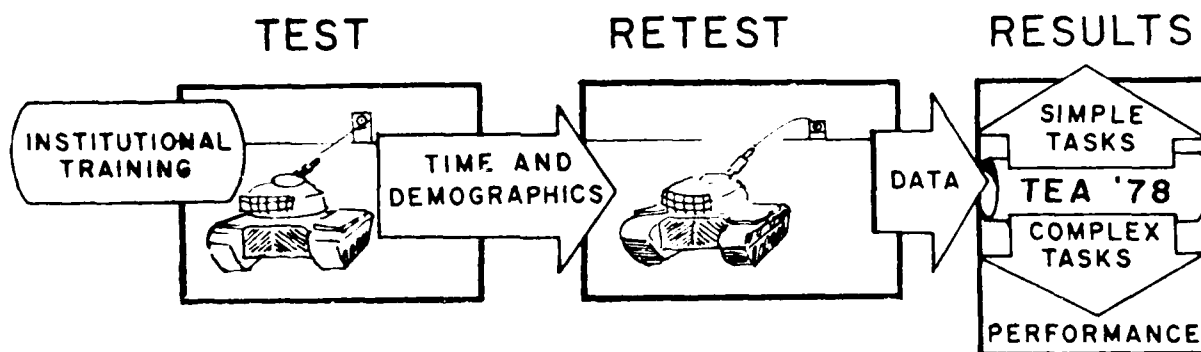 TEST
RETEST
RESULTS
INSTITUTIONAL
TRAINING
TIME AND
DEMOGRAPHICS
DATA
SIMPLE
TASKS
TEA '78
COMPLEX
TASKS
PERFORMANCE